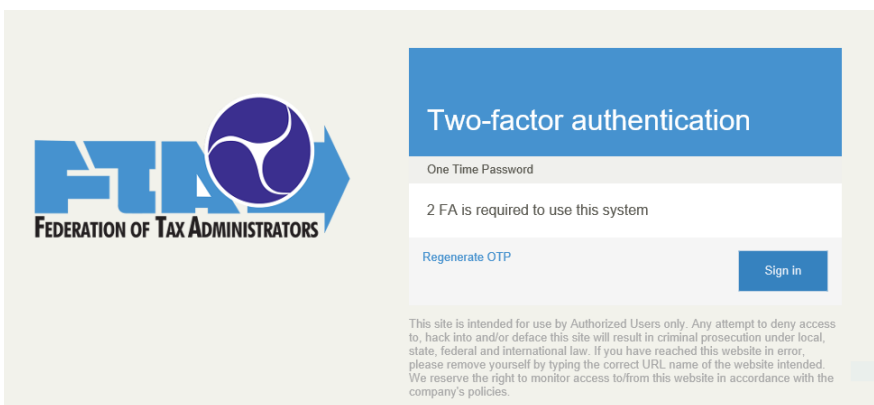 FTA
FEDERATION OF TAX ADMINISTRATORS
Two-factor authentication
One Time Password
2 FA is required to use this system
Regenerate OTP
Sign in
This site is intended for use by Authorized Users only. Any attempt to deny access
to, hack into and/or deface this site will result in criminal prosecution under local,
state, federal and international law. If you have reached this website in error,
please remove yourself by typing the correct URL name of the website intended.
We reserve the right to monitor access to/from this website in accordance with the
company's policies.